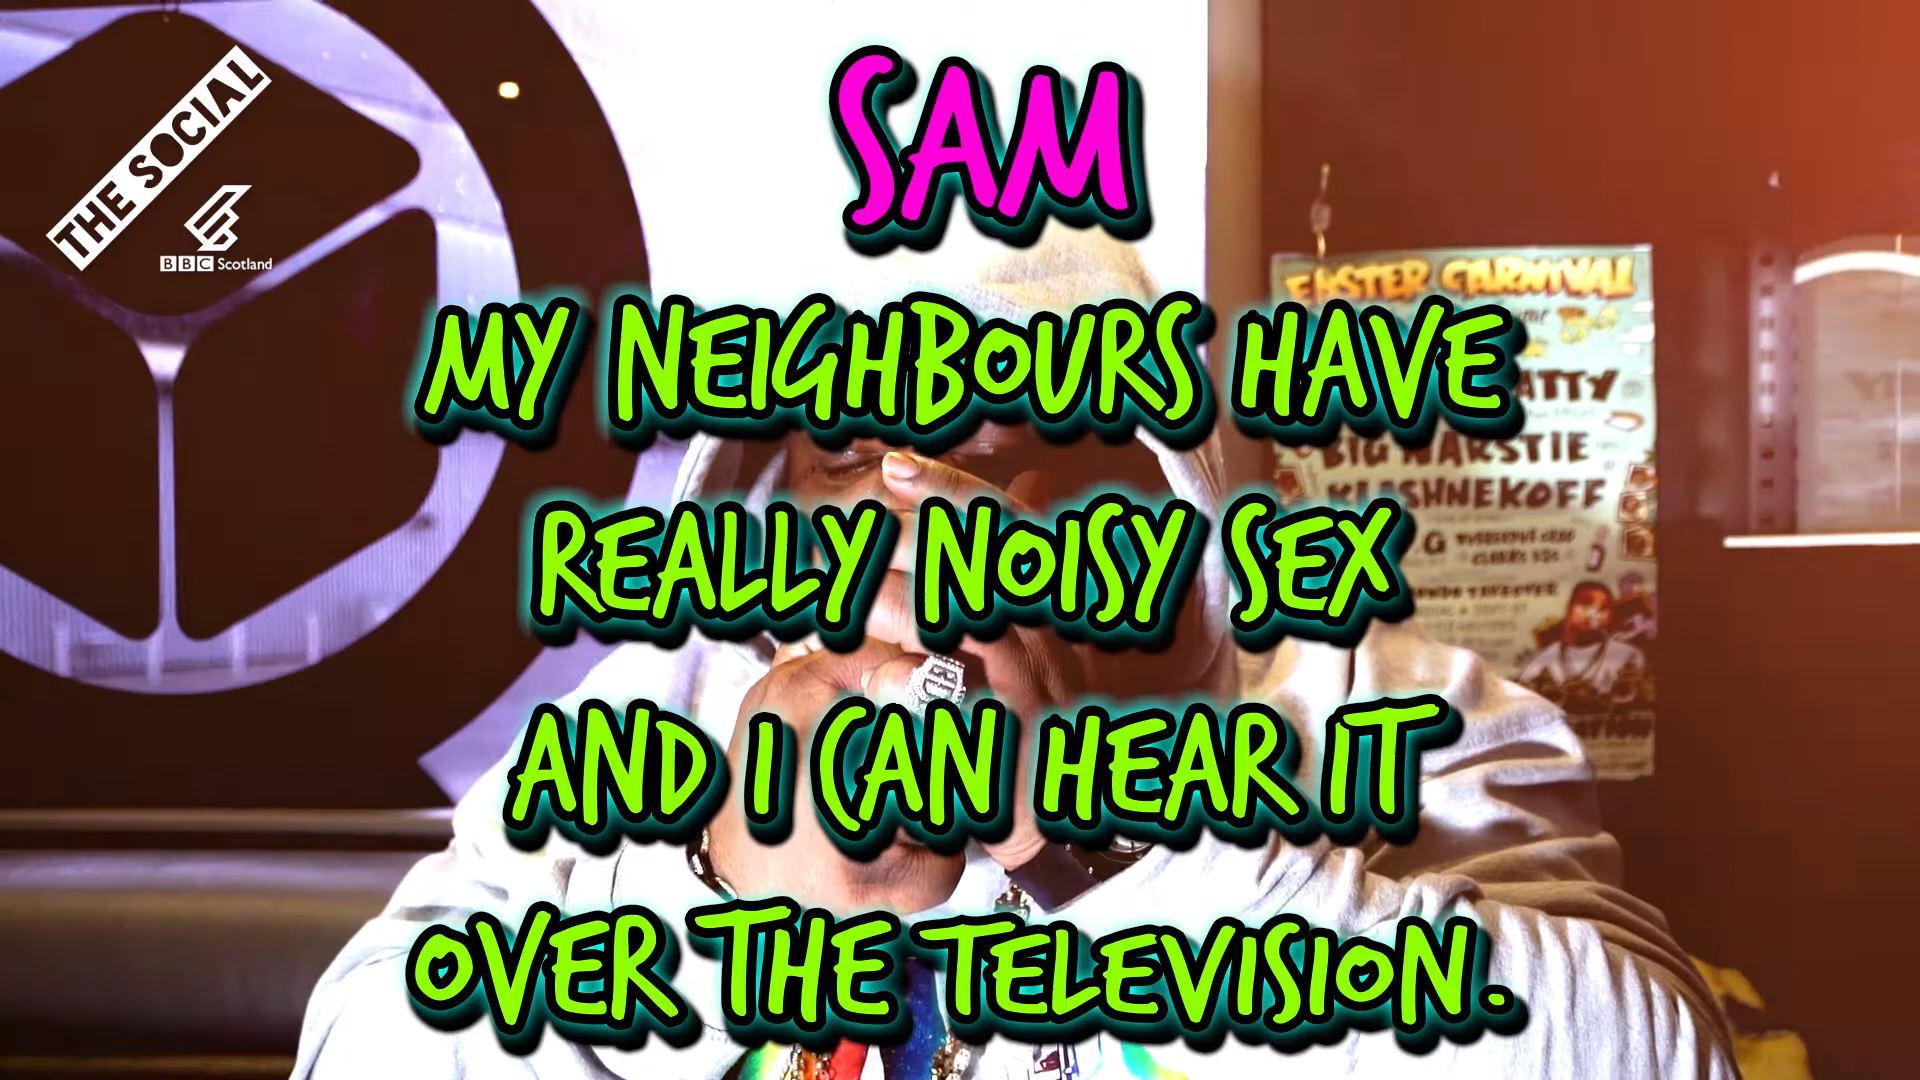 THE SOCIAL
BBC Scotland
SAM
MY NEIGHBOURS HAVE
REALLY NOISY SEX
AND I CAN HEAR IT
OVER THE TELEVISION.
EASTER CARNIVAL
BIG NARSTIE
KLASHNEKOFF